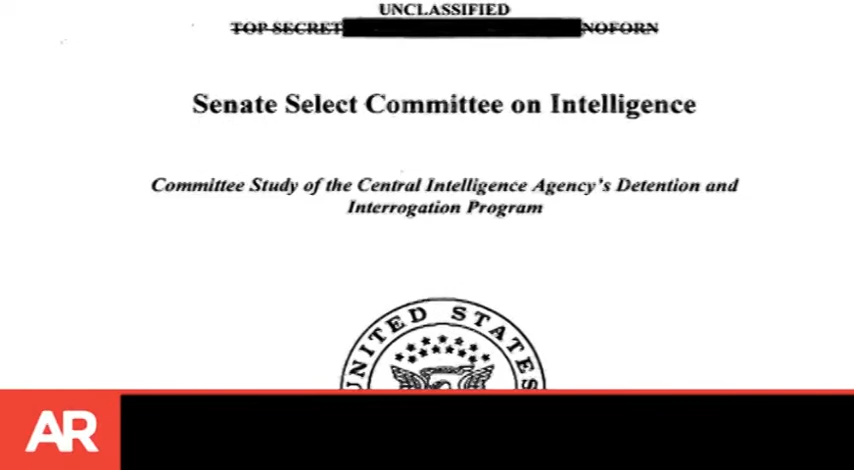 UNCLASSIFIED
TOP SECRET NOFORN
Senate Select Committee on Intelligence
Committee Study of the Central Intelligence Agency's Detention and
Interrogation Program
UNITED STATES
AR